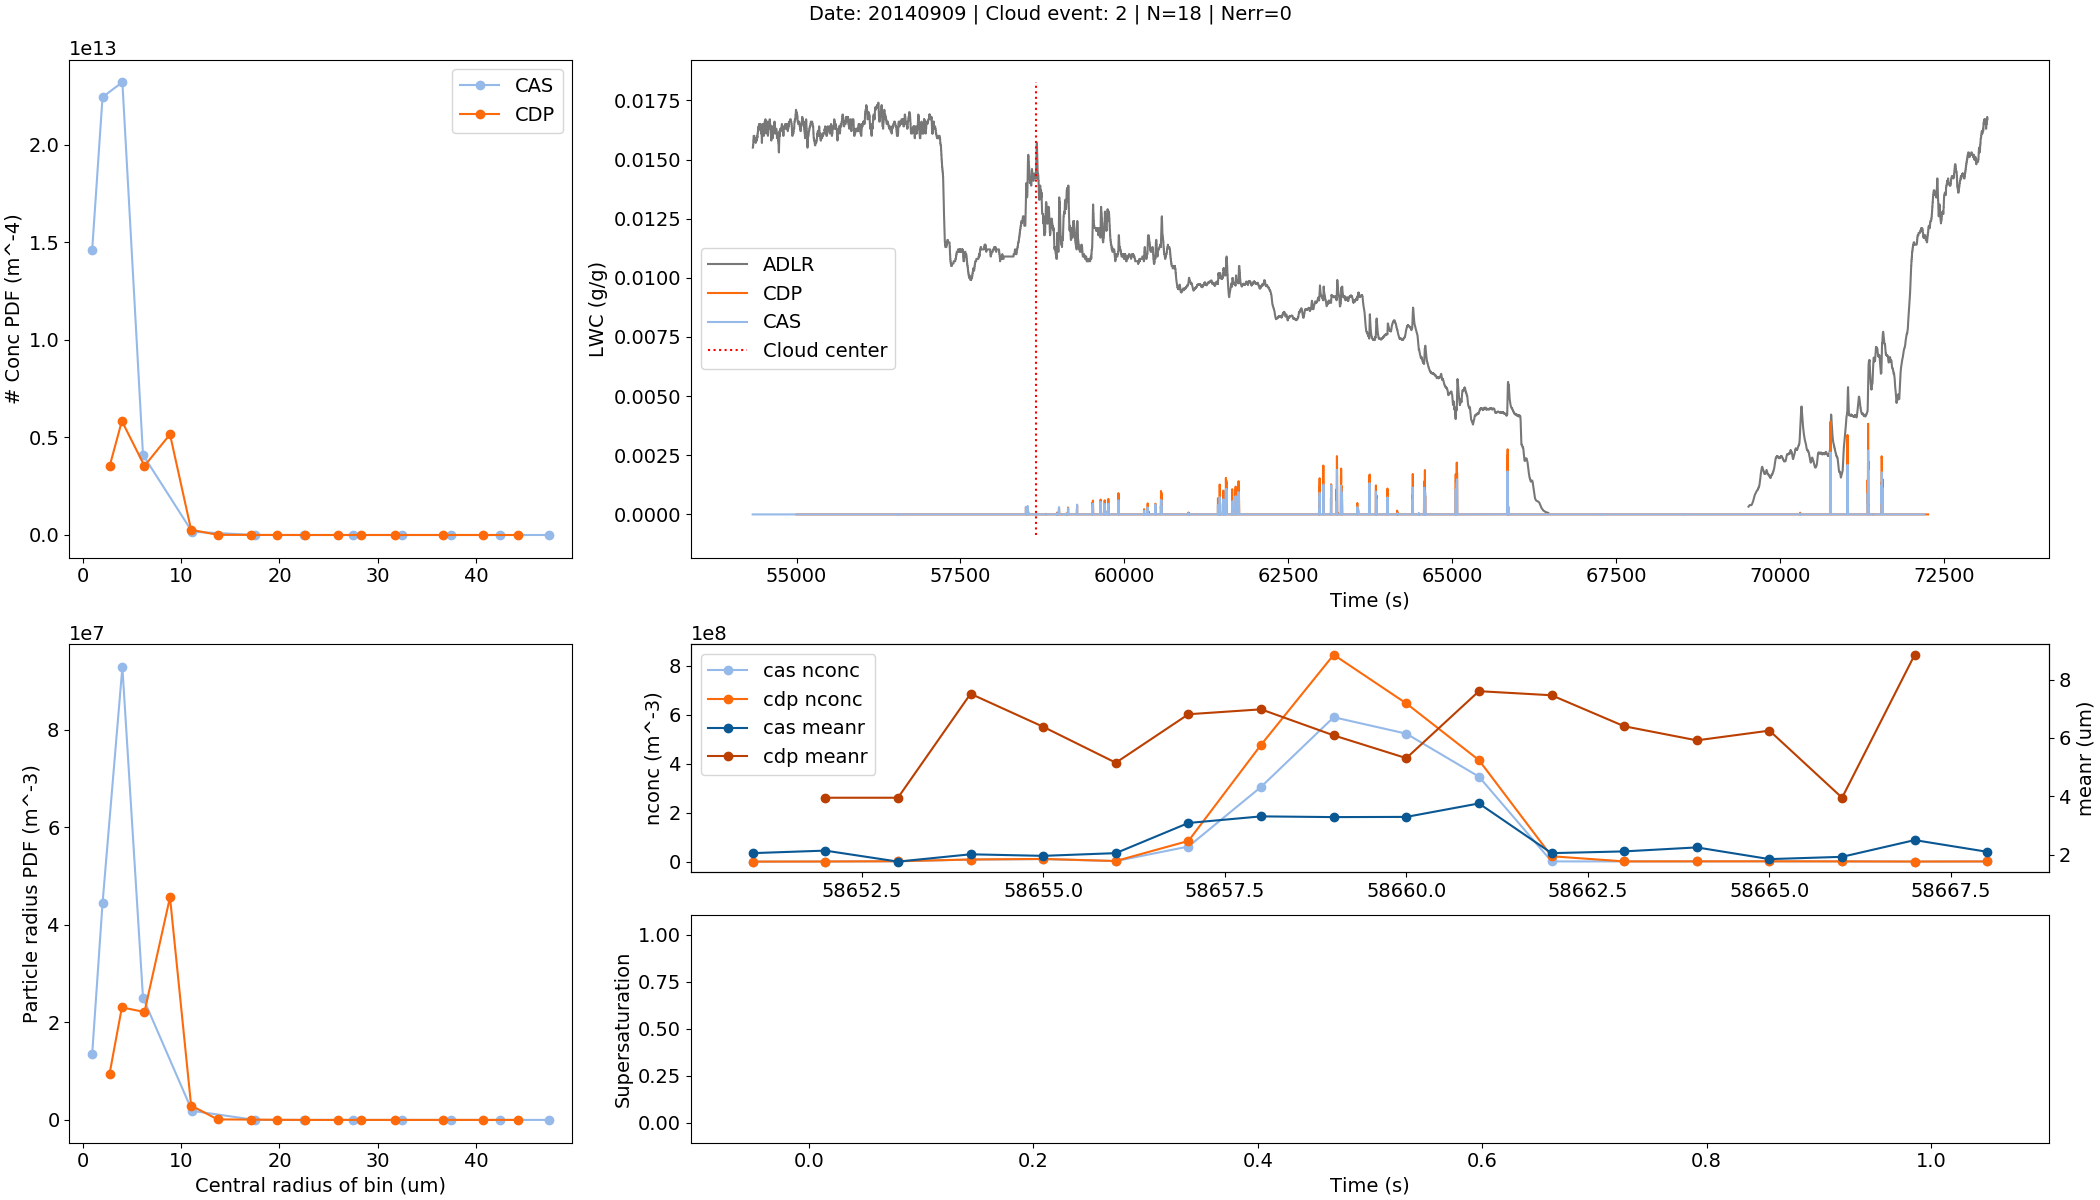 Date: 20140909 | Cloud event: 2 | N=18 | Nerr=0
1e13
# Conc PDF (m^-4)
2.0
1.5
1.0
0.5
0.0
0 10 20 30 40
CAS
CDP
LWC (g/g)
0.0175
0.0150
0.0125
0.0100
0.0075
0.0050
0.0025
0.0000
ADLR
CDP
CAS
Cloud center
55000 57500 60000 62500 65000 67500 70000 72500
Time (s)
1e7
Particle radius PDF (m^-3)
8
6
4
2
0
0 10 20 30 40
Central radius of bin (um)
1e8
nconc (m^-3)
8
6
4
2
0
cas nconc
cdp nconc
cas meanr
cdp meanr
8
6
4
2
meanr (um)
58652.5 58655.0 58657.5 58660.0 58662.5 58665.0 58667.5
Supersaturation
1.00
0.75
0.50
0.25
0.00
0.0 0.2 0.4 0.6 0.8 1.0
Time (s)